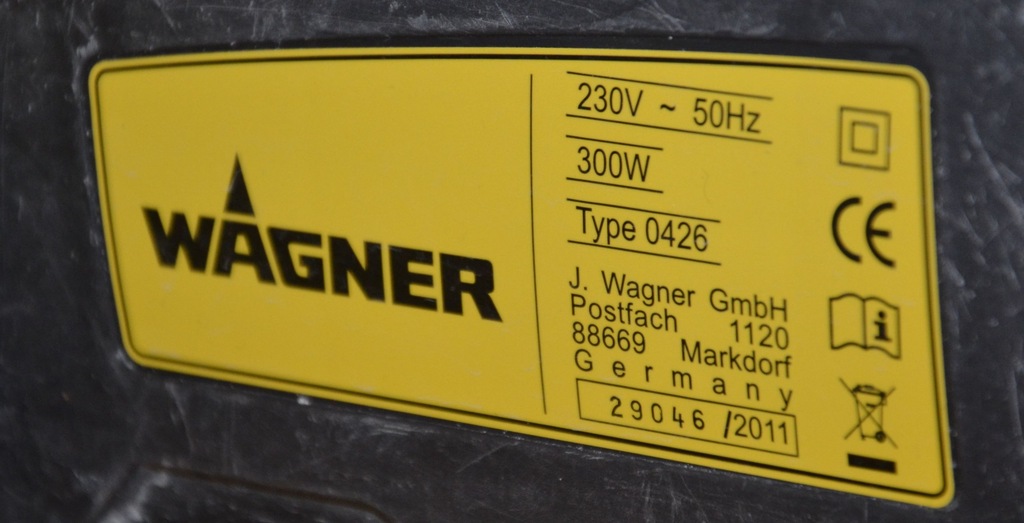 WAGNER
230V ~ 50Hz
300W
Type 0426
J. Wagner GmbH
Postfach 1120
88669 Markdorf
Germany
29046 /2011
CE
i